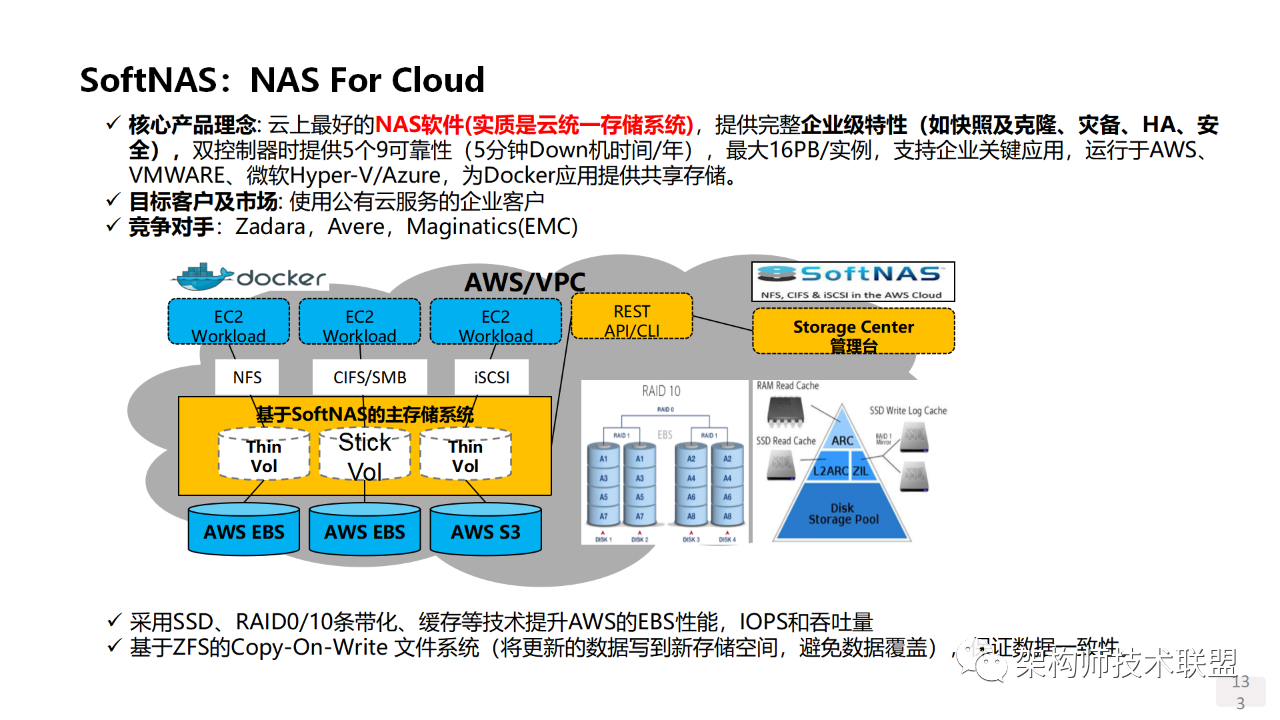 SoftNAS：NAS For Cloud
✓ 核心产品理念: 云上最好的NAS软件(实质是云统一存储系统)，提供完整企业级特性（如快照及克隆、灾备、HA、安
全），双控制器时提供5个9可靠性（5分钟Down机时间/年），最大16PB/实例，支持企业关键应用，运行于AWS、
VMWARE、微软Hyper-V/Azure，为Docker应用提供共享存储。
✓ 目标客户及市场: 使用公有云服务的企业客户
✓ 竞争对手：Zadara，Avere，Maginatics(EMC)
docker
AWS/VPC
SoftNAS™
NFS, CIFS & iSCSI in the AWS Cloud
EC2
Workload
EC2
Workload
EC2
Workload
REST
API/CLI
Storage Center
管理台
NFS
CIFS/SMB
iSCSI
基于SoftNAS的主存储系统
Thin
Vol
Stick
Vol
Thin
Vol
AWS EBS
AWS EBS
AWS S3
RAID 10
RAID 0
RAID 1
EBS
RAID 1
A1 A1 A2 A2
A3 A3 A4 A4
A5 A5 A6 A6
A7 A7 A8 A8
DISK 1 DISK 2 DISK 3 DISK 4
RAM Read Cache
SSD Write Log Cache
SSD Read Cache
RAID 1
Mirror
ARC
L2ARC ZIL
Disk
Storage Pool
✓ 采用SSD、RAID0/10条带化、缓存等技术提升AWS的EBS性能，IOPS和吞吐量
✓ 基于ZFS的Copy-On-Write 文件系统（将更新的数据写到新存储空间，避免数据覆盖），保证数据一致性。
架构师技术联盟
13
3